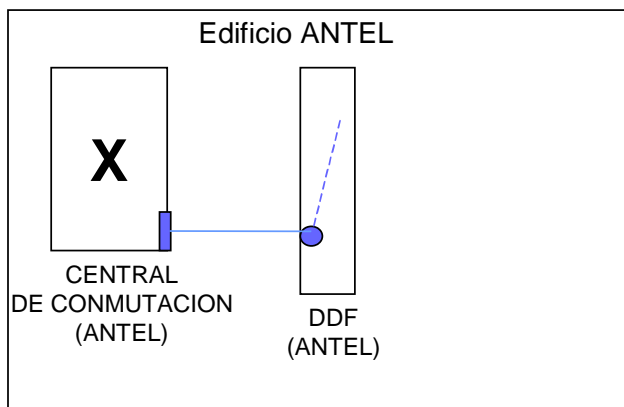 Edificio ANTEL
X
CENTRAL
DE CONMUTACION
(ANTEL)
DDF
(ANTEL)